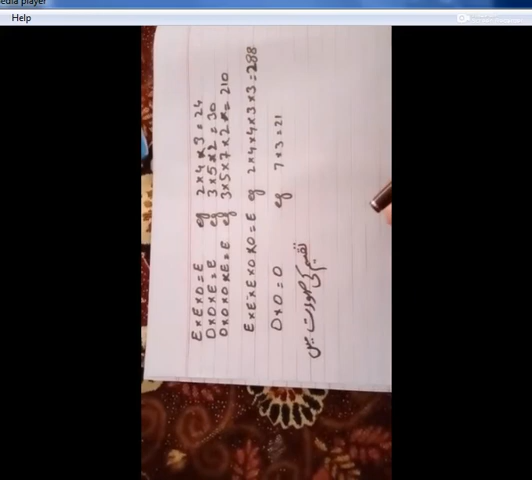 edia player
Help
E x E x O = E eg 2 x 4 x 3 = 24
O x O x E = E eg 3 x 5 x 2 = 30
O x O x O x E = E eg 3 x 5 x 7 x 2 = 210
E x E x E x O x O = E eg 2 x 4 x 4 x 3 x 3 = 288
O x O = O eg 7 x 3 = 21
تقسیم کی صورت میں